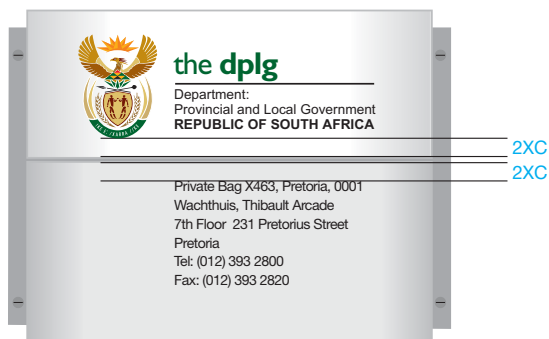 the dplg
Department:
Provincial and Local Government
REPUBLIC OF SOUTH AFRICA
2XC
2XC
Private Bag X463, Pretoria, 0001
Wachthuis, Thibault Arcade
7th Floor 231 Pretorius Street
Pretoria
Tel: (012) 393 2800
Fax: (012) 393 2820